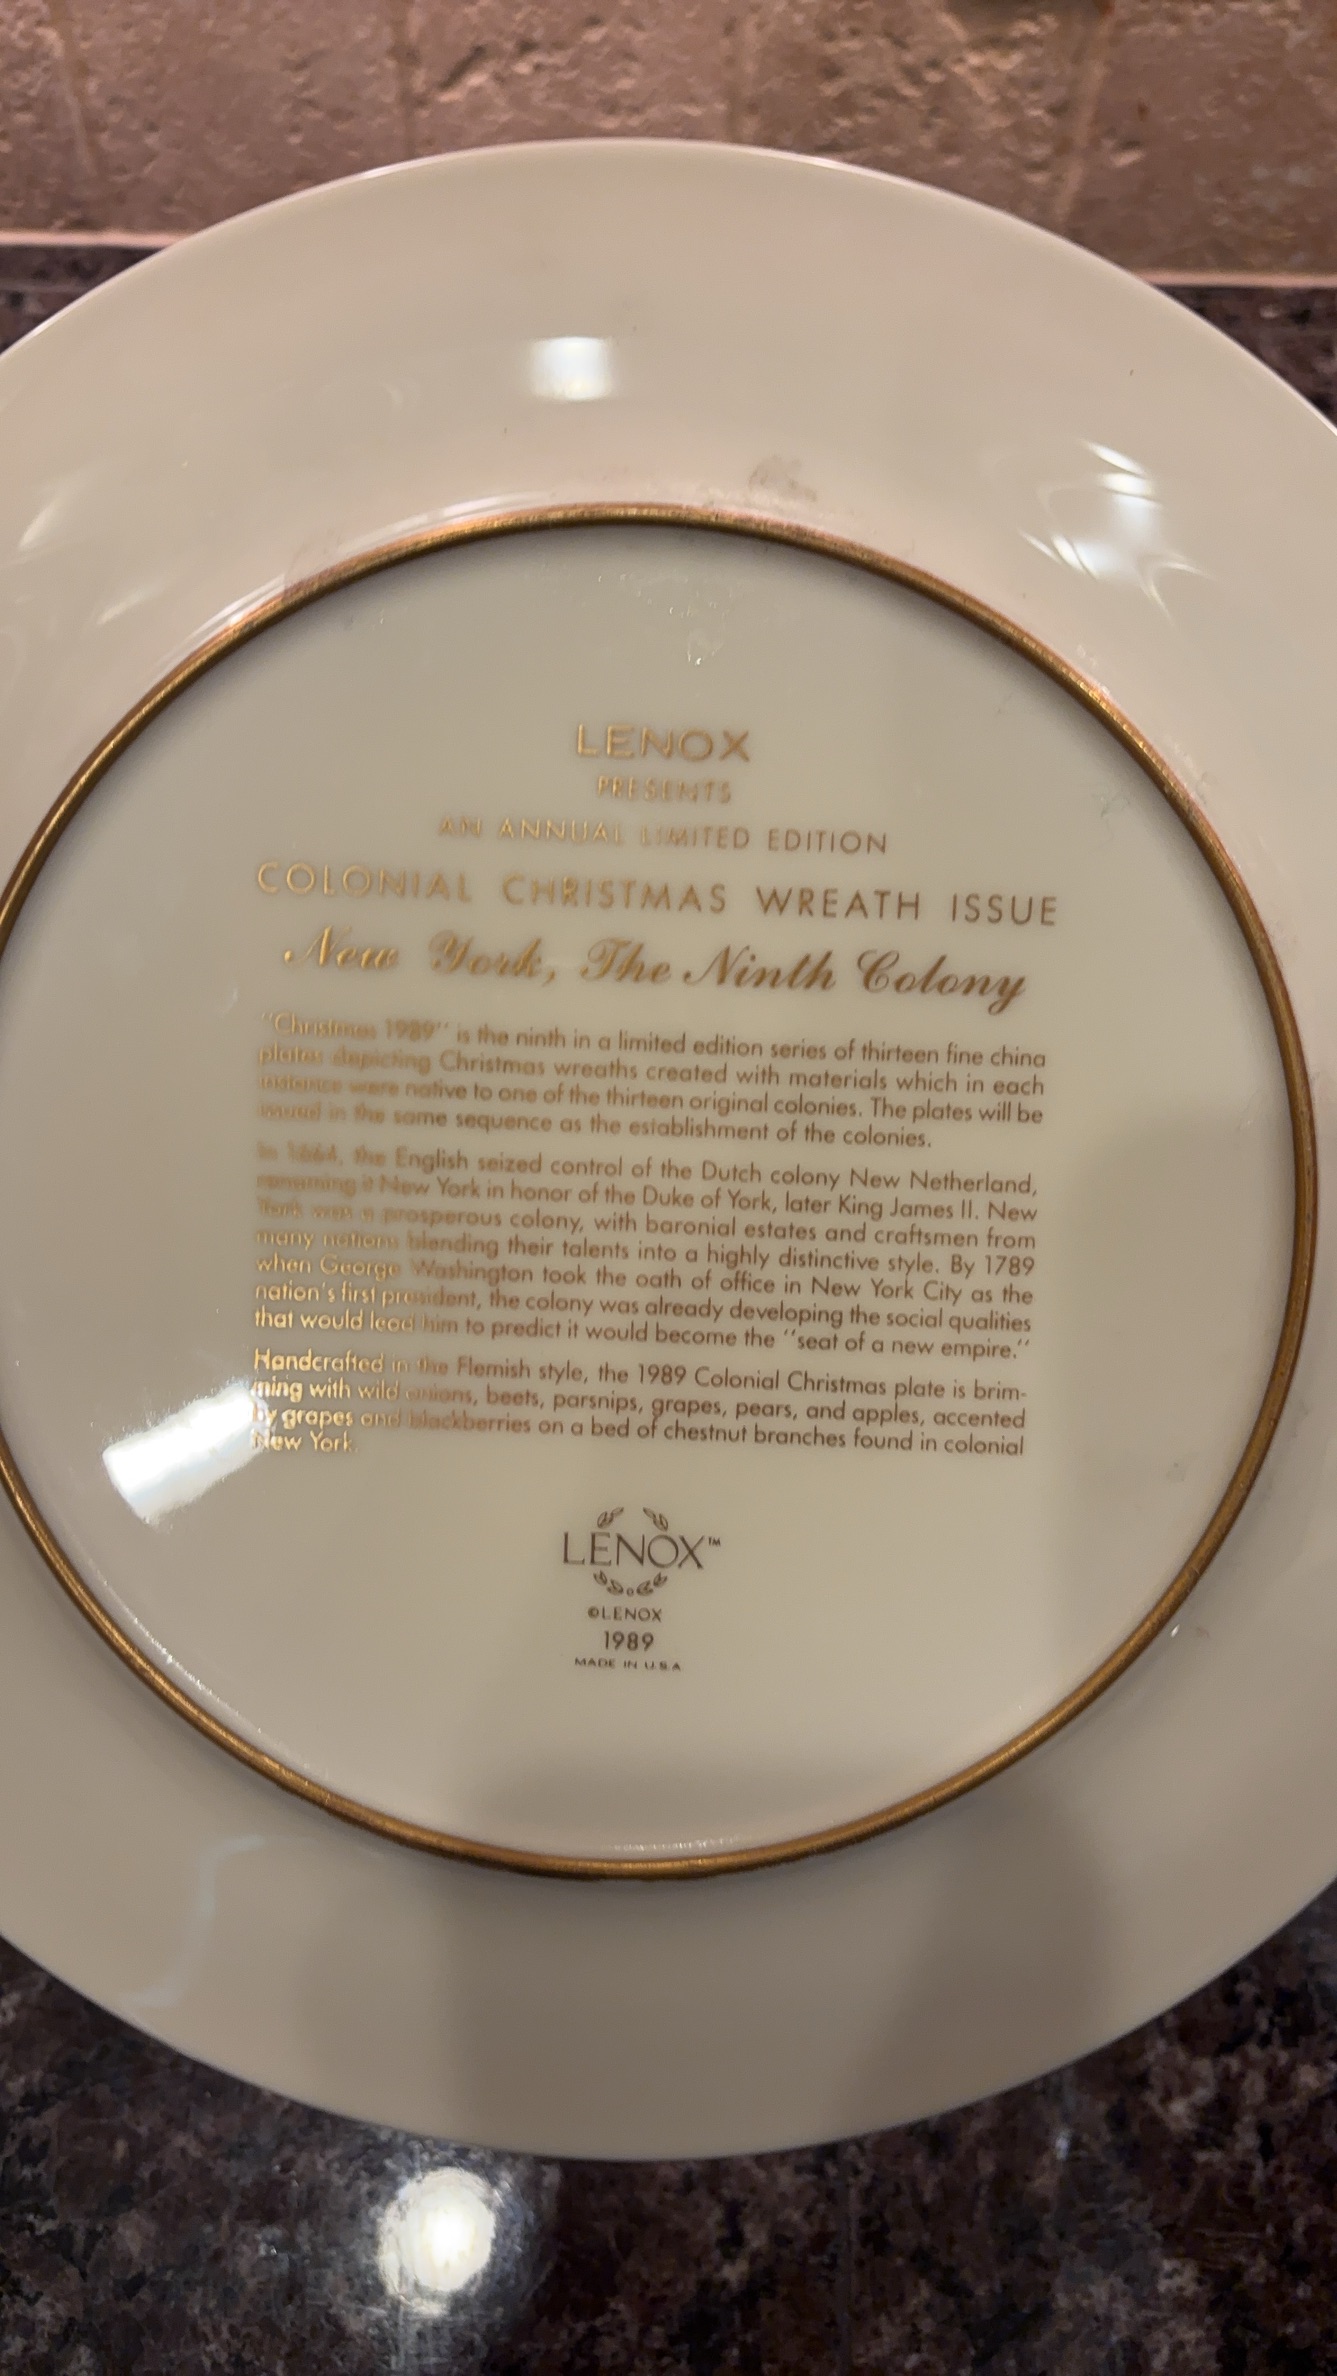 LENOX
PRESENTS
AN ANNUAL LIMITED EDITION
COLONIAL CHRISTMAS WREATH ISSUE
New York, The Ninth Colony
"Christmas 1989" is the ninth in a limited edition series of thirteen fine china
plates depicting Christmas wreaths created with materials which in each
instance were native to one of the thirteen original colonies. The plates will be
issued in the same sequence as the establishment of the colonies.
In 1664, the English seized control of the Dutch colony New Netherland,
renaming it New York in honor of the Duke of York, later King James II. New
York was a prosperous colony, with baronial estates and craftsmen from
many nations blending their talents into a highly distinctive style. By 1789
when George Washington took the oath of office in New York City as the
nation's first president, the colony was already developing the social qualities
that would lead him to predict it would become the "seat of a new empire."
Handcrafted in the Flemish style, the 1989 Colonial Christmas plate is brim-
ming with wild onions, beets, parsnips, grapes, pears, and apples, accented
by grapes and blackberries on a bed of chestnut branches found in colonial
New York.
LENOX™
©LENOX
1989
MADE IN U.S.A